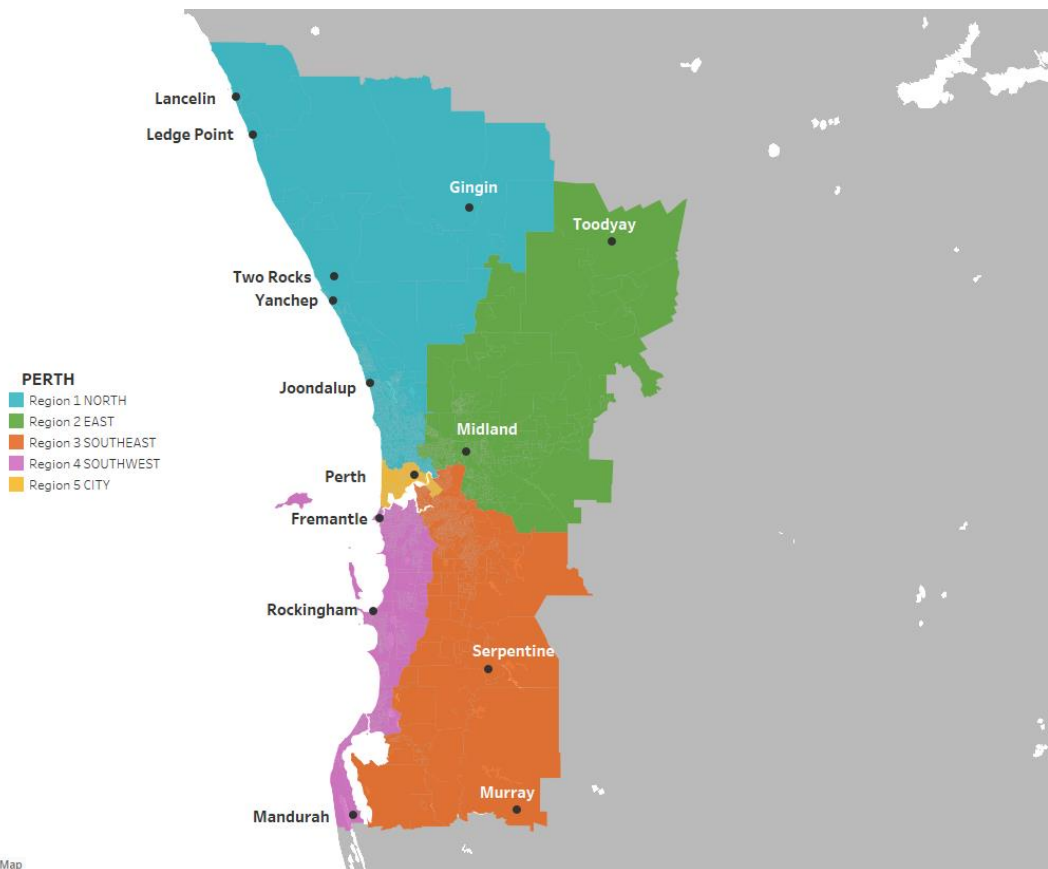 Lancelin
Ledge Point
Gingin
Toodyay
Two Rocks
Yanchep
PERTH
Region 1 NORTH
Region 2 EAST
Region 3 SOUTHEAST
Region 4 SOUTHWEST
Region 5 CITY
Joondalup
Midland
Perth
Fremantle
Rockingham
Serpentine
Murray
Mandurah
Map